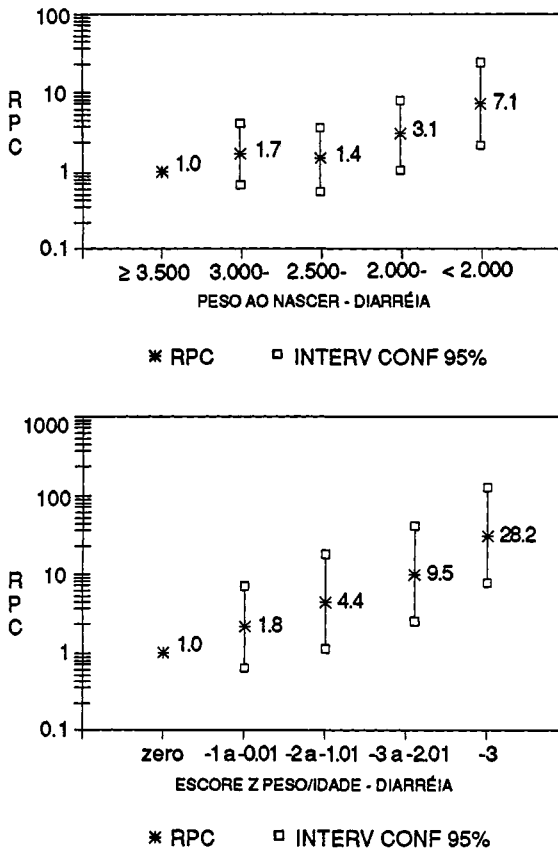 100
10
1
0.1
R
P
C
1.0
1.7
1.4
3.1
7.1
≥ 3.500 3.000- 2.500- 2.000- < 2.000
PESO AO NASCER - DIARRÉIA
RPC INTERV CONF 95%
1000
100
10
1
0.1
R
P
C
1.0
1.8
4.4
9.5
28.2
zero -1 a -0.01 -2 a -1.01 -3 a -2.01 -3
ESCORE Z PESO/IDADE - DIARRÉIA
RPC INTERV CONF 95%